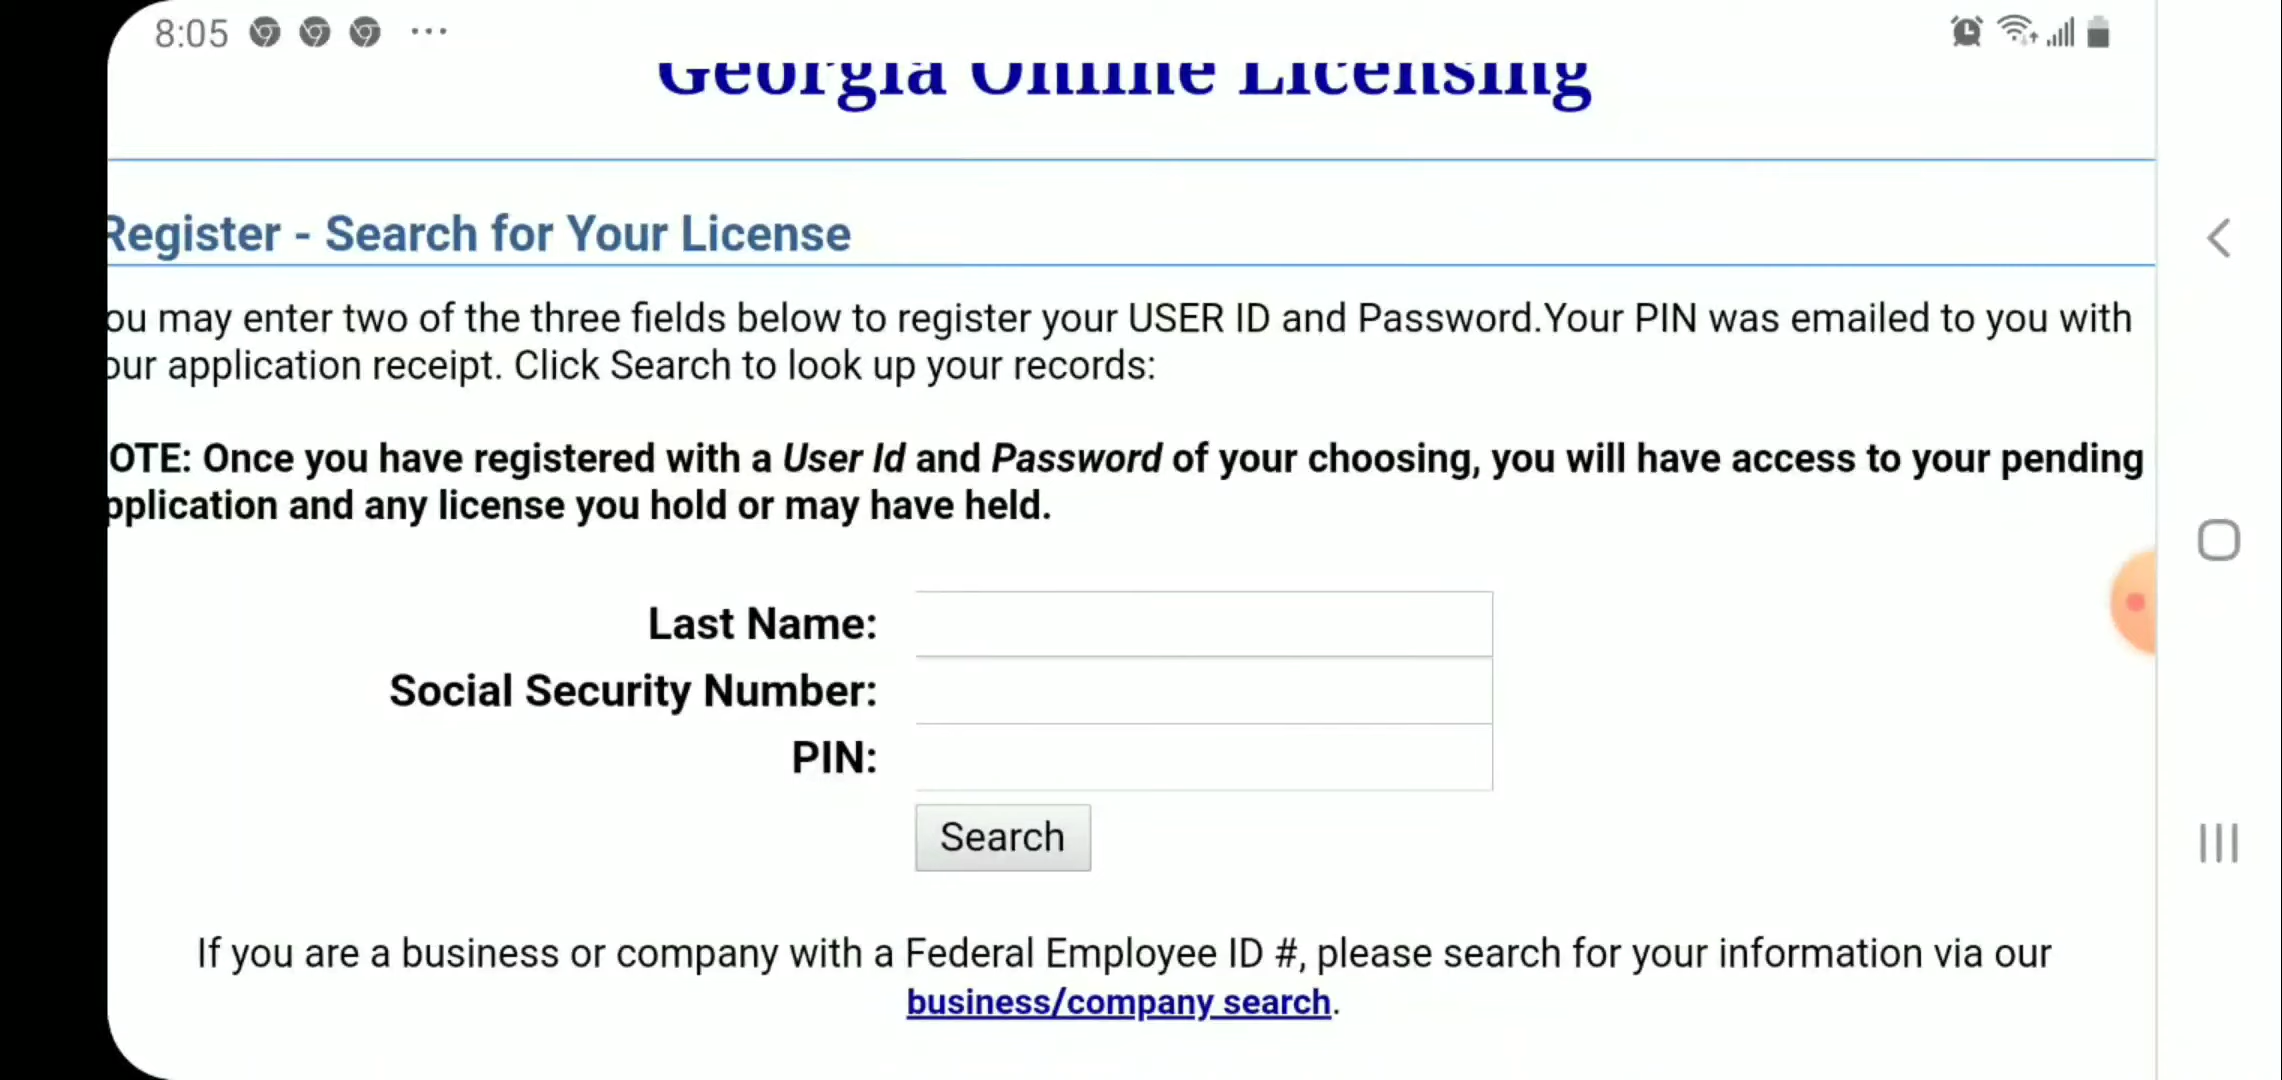 8:05
Georgia Online Licensing
Register - Search for Your License
ou may enter two of the three fields below to register your USER ID and Password.Your PIN was emailed to you with
our application receipt. Click Search to look up your records:
OTE: Once you have registered with a User Id and Password of your choosing, you will have access to your pending
pplication and any license you hold or may have held.
Last Name:
Social Security Number:
PIN:
Search
If you are a business or company with a Federal Employee ID #, please search for your information via our
business/company search.